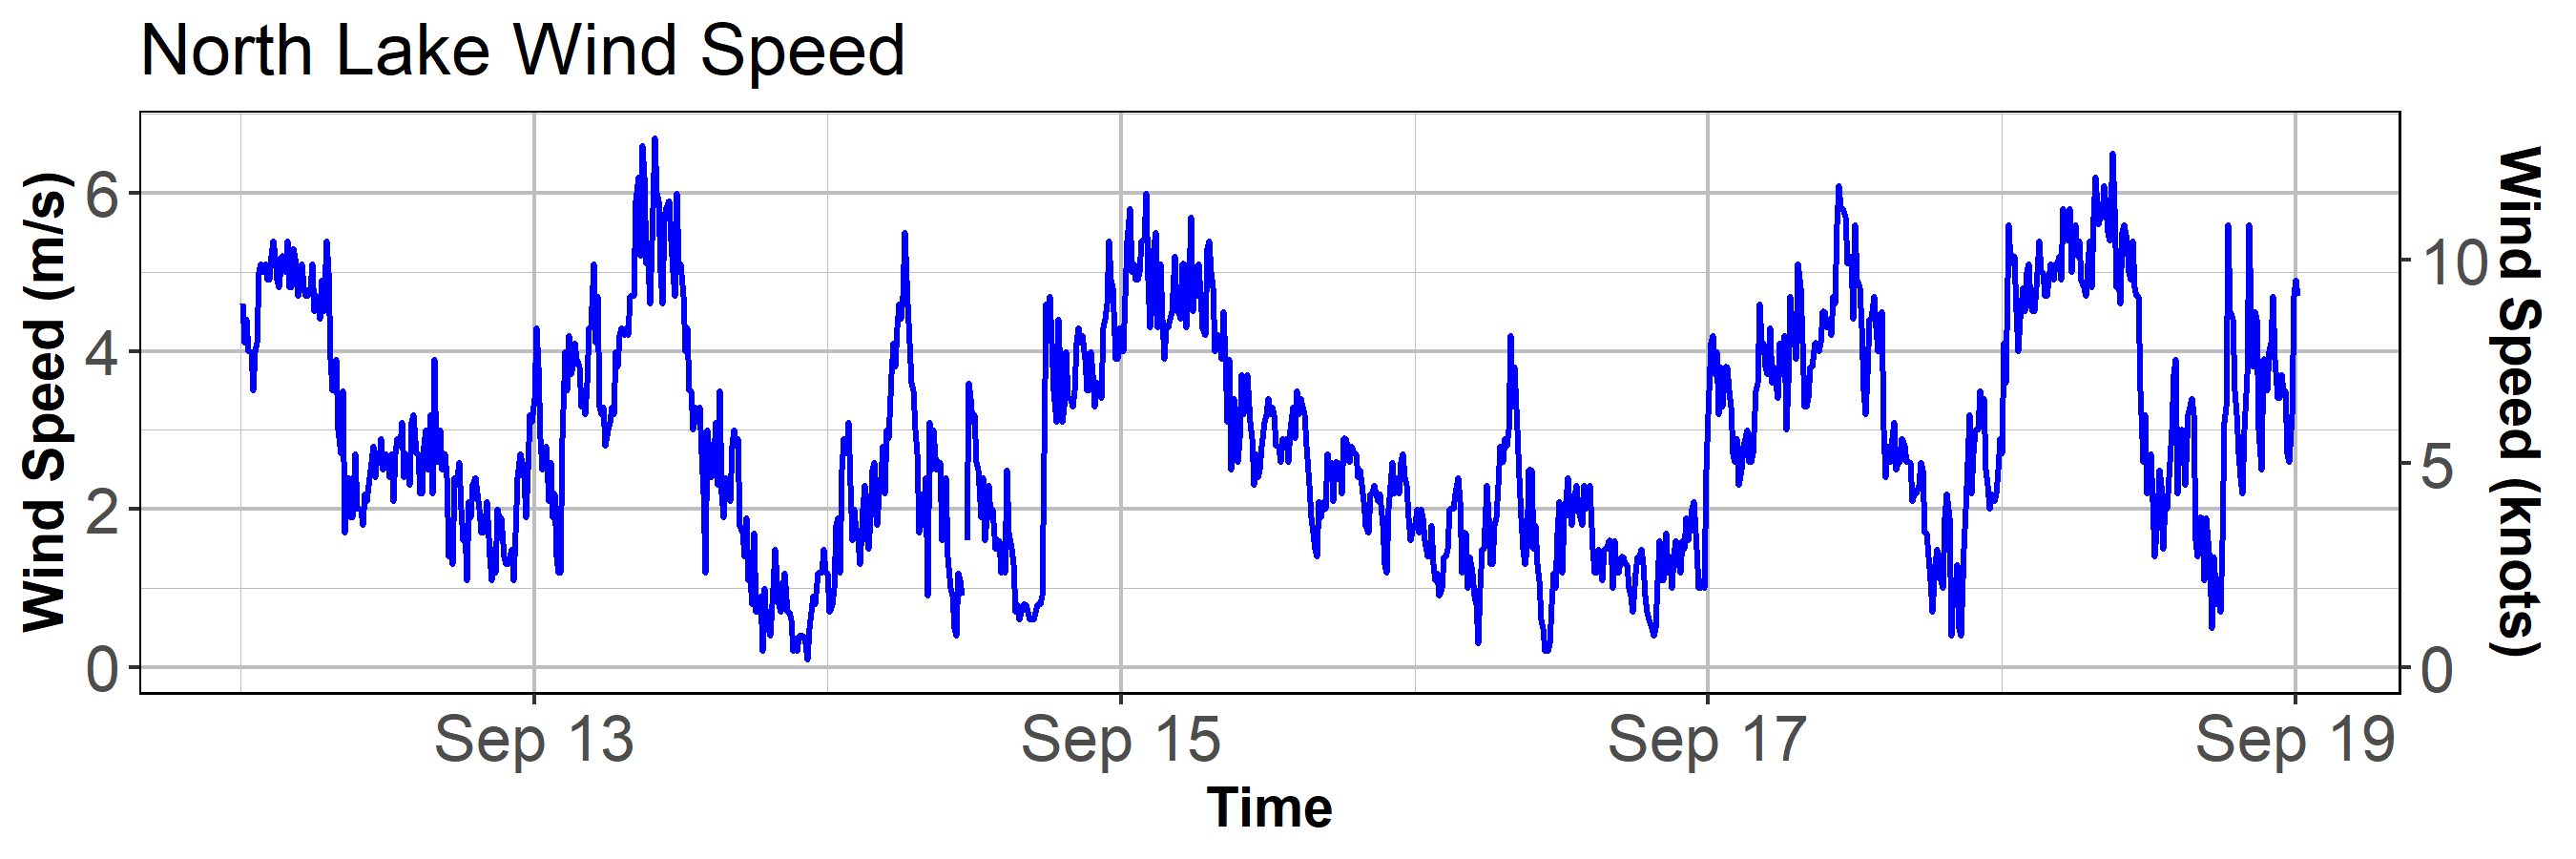 North Lake Wind Speed
Wind Speed (m/s)
6
4
2
0
Wind Speed (knots)
10
5
0
Sep 13
Sep 15
Sep 17
Sep 19
Time